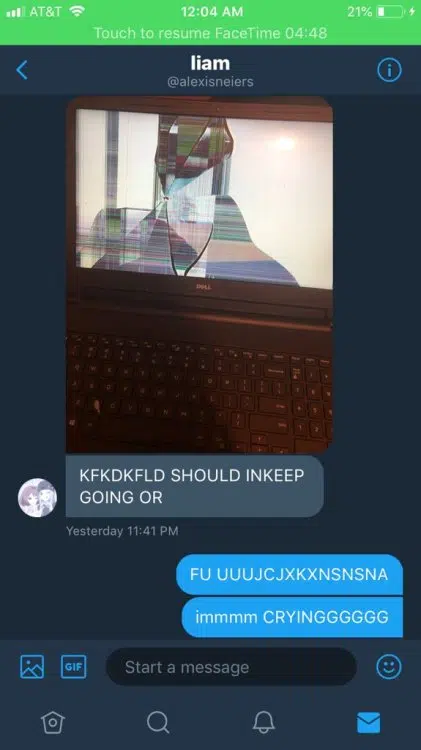 AT&T 12:04 AM 21%
Touch to resume FaceTime 04:48
liam
@alexisneiers
DELL
KFKDKFLD SHOULD INKEEP
GOING OR
Yesterday 11:41 PM
FU UUUJCJXKXNSNSNA
immmm CRYINGGGGGG
GIF Start a message